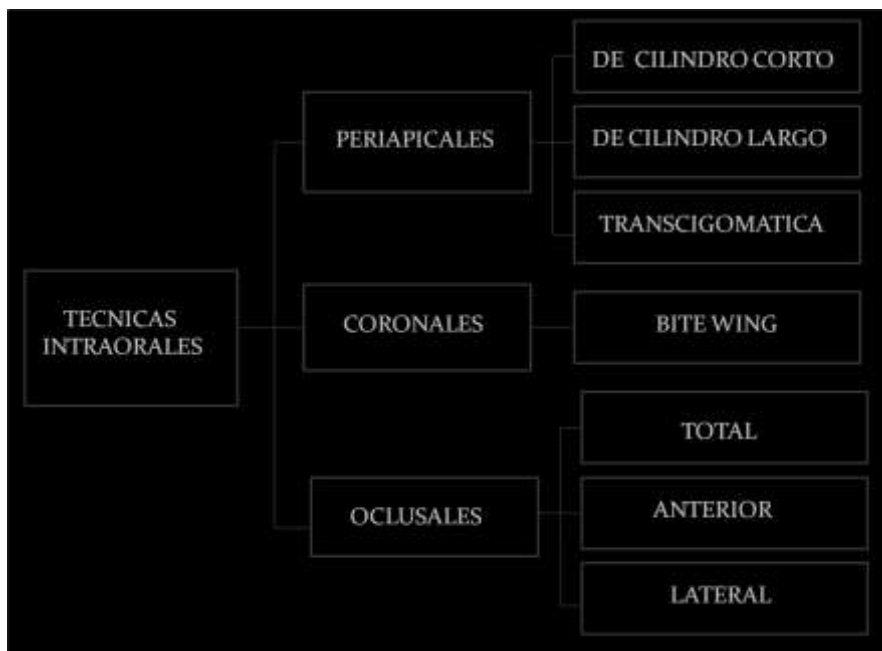 TECNICAS
INTRAORALES
PERIAPICALES
DE CILINDRO CORTO
DE CILINDRO LARGO
TRANSCIGOMATICA
CORONALES
BITE WING
OCLUSALES
TOTAL
ANTERIOR
LATERAL